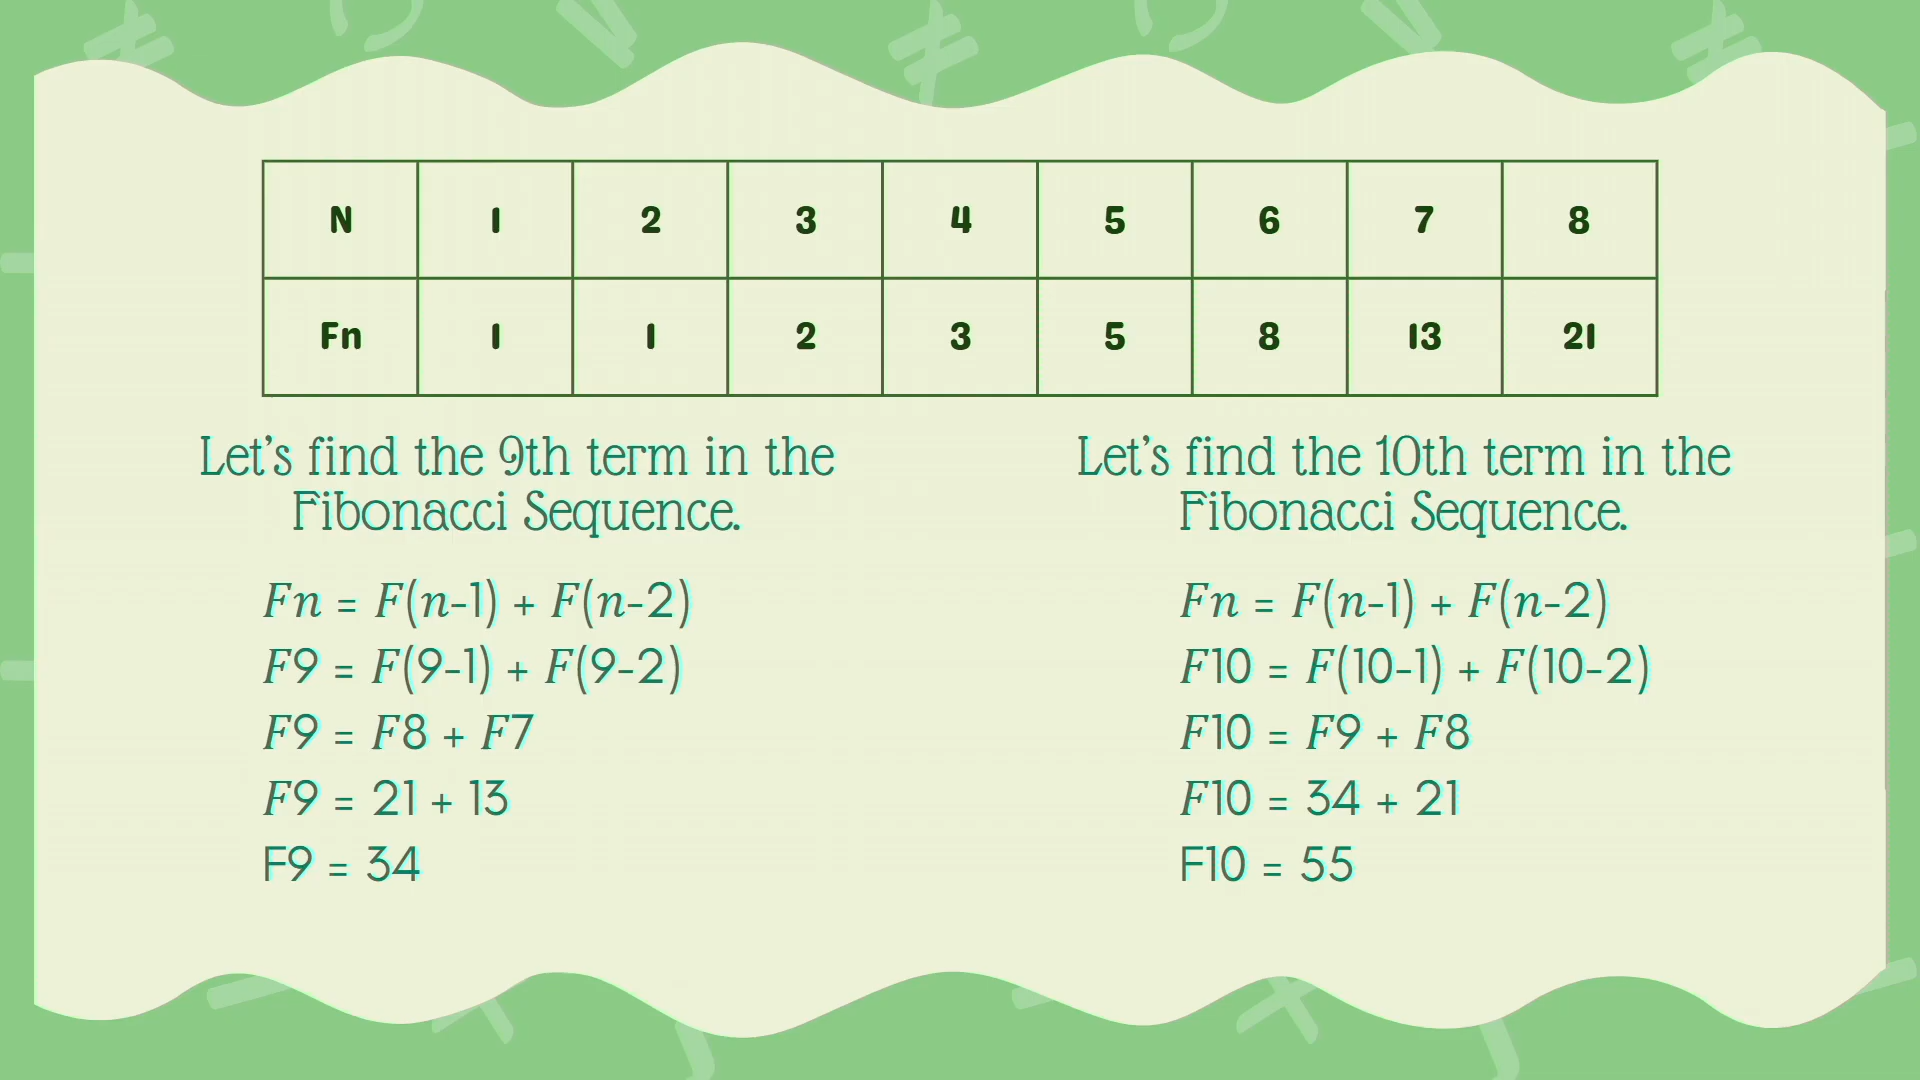 N 1 2 3 4 5 6 7 8
Fn 1 1 2 3 5 8 13 21
Let's find the 9th term in the
Fibonacci Sequence.
Fn = F(n-1) + F(n-2)
F9 = F(9-1) + F(9-2)
F9 = F8 + F7
F9 = 21 + 13
F9 = 34
Let's find the 10th term in the
Fibonacci Sequence.
Fn = F(n-1) + F(n-2)
F10 = F(10-1) + F(10-2)
F10 = F9 + F8
F10 = 34 + 21
F10 = 55